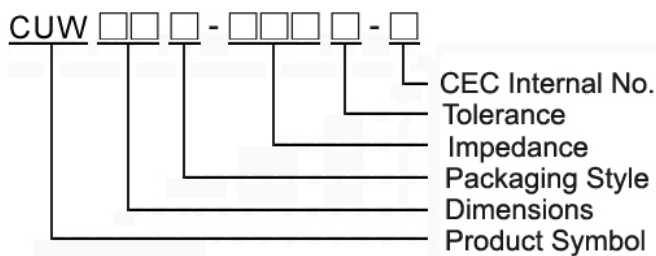 CUW □□ □ - □□□ □ - □
CEC Internal No.
Tolerance
Impedance
Packaging Style
Dimensions
Product Symbol